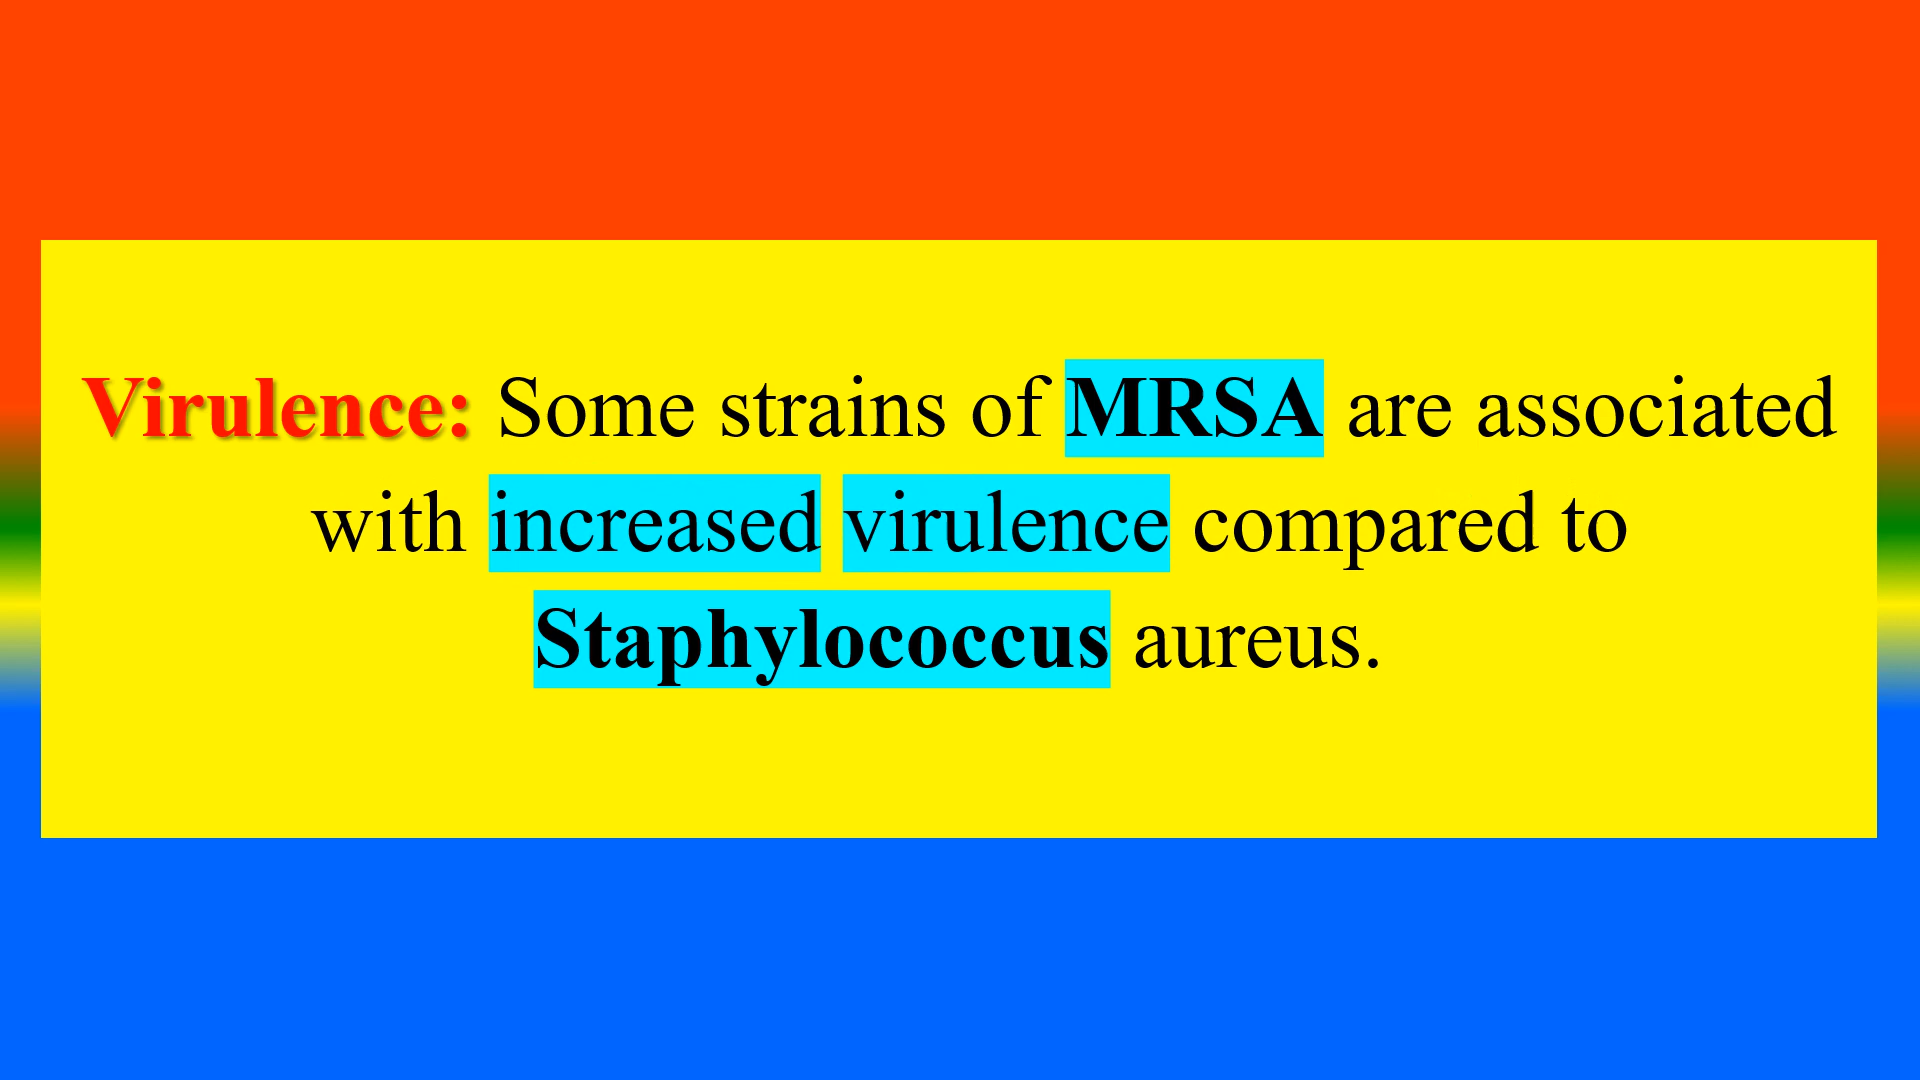 Virulence: Some strains of MRSA are associated
with increased virulence compared to
Staphylococcus aureus.